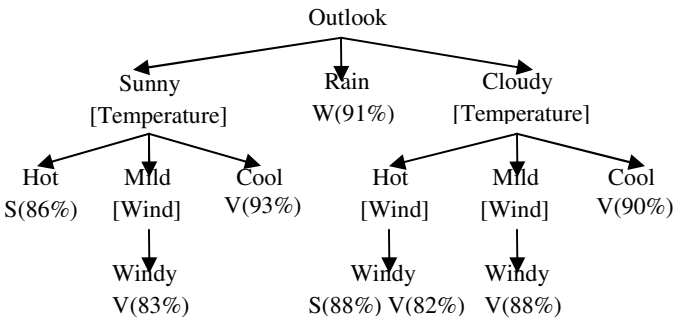 Outlook
Sunny Rain Cloudy
[Temperature] W(91%) [Temperature]
Hot Mild Cool Hot Mild Cool
S(86%) [Wind] V(93%) [Wind] [Wind] V(90%)
Windy Windy Windy
V(83%) S(88%) V(82%) V(88%)